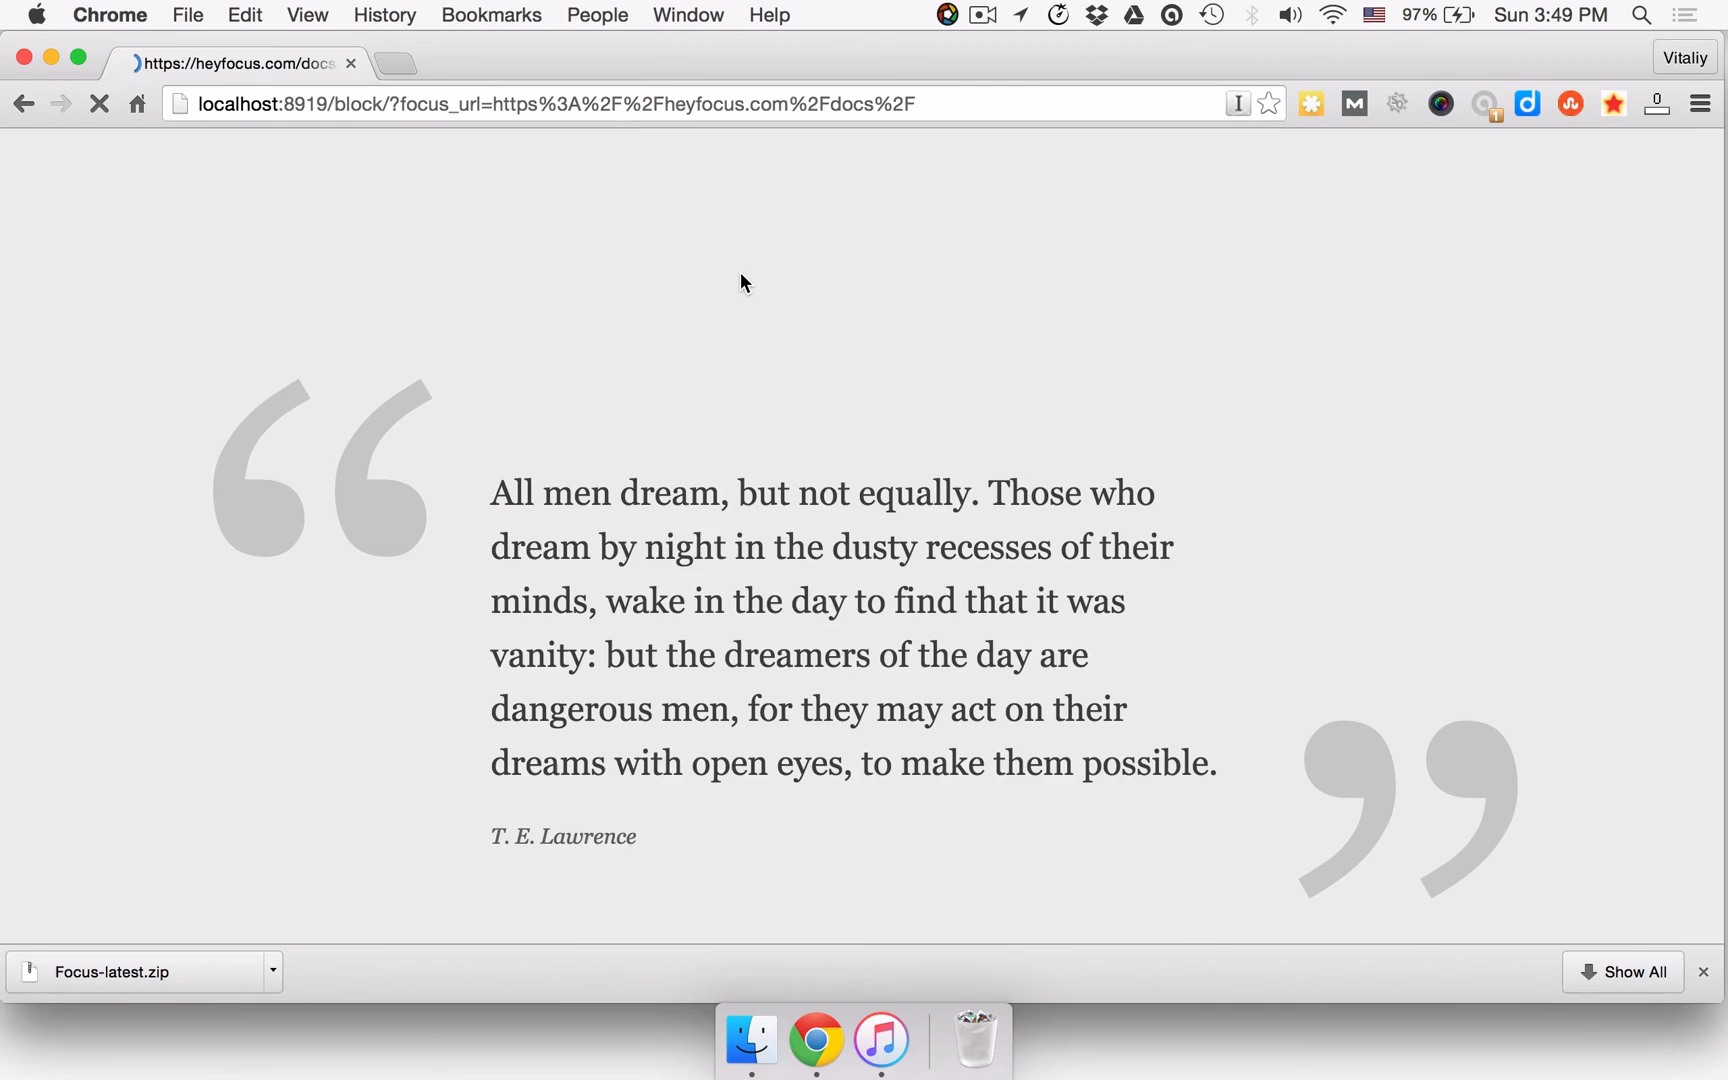 Chrome File Edit View History Bookmarks People Window Help 97% Sun 3:49 PM
https://heyfocus.com/docs Vitaliy
localhost:8919/block/?focus_url=https%3A%2F%2Fheyfocus.com%2Fdocs%2F
1 0
“
All men dream, but not equally. Those who
dream by night in the dusty recesses of their
minds, wake in the day to find that it was
vanity: but the dreamers of the day are
dangerous men, for they may act on their
dreams with open eyes, to make them possible.
”
T. E. Lawrence
Focus-latest.zip Show All